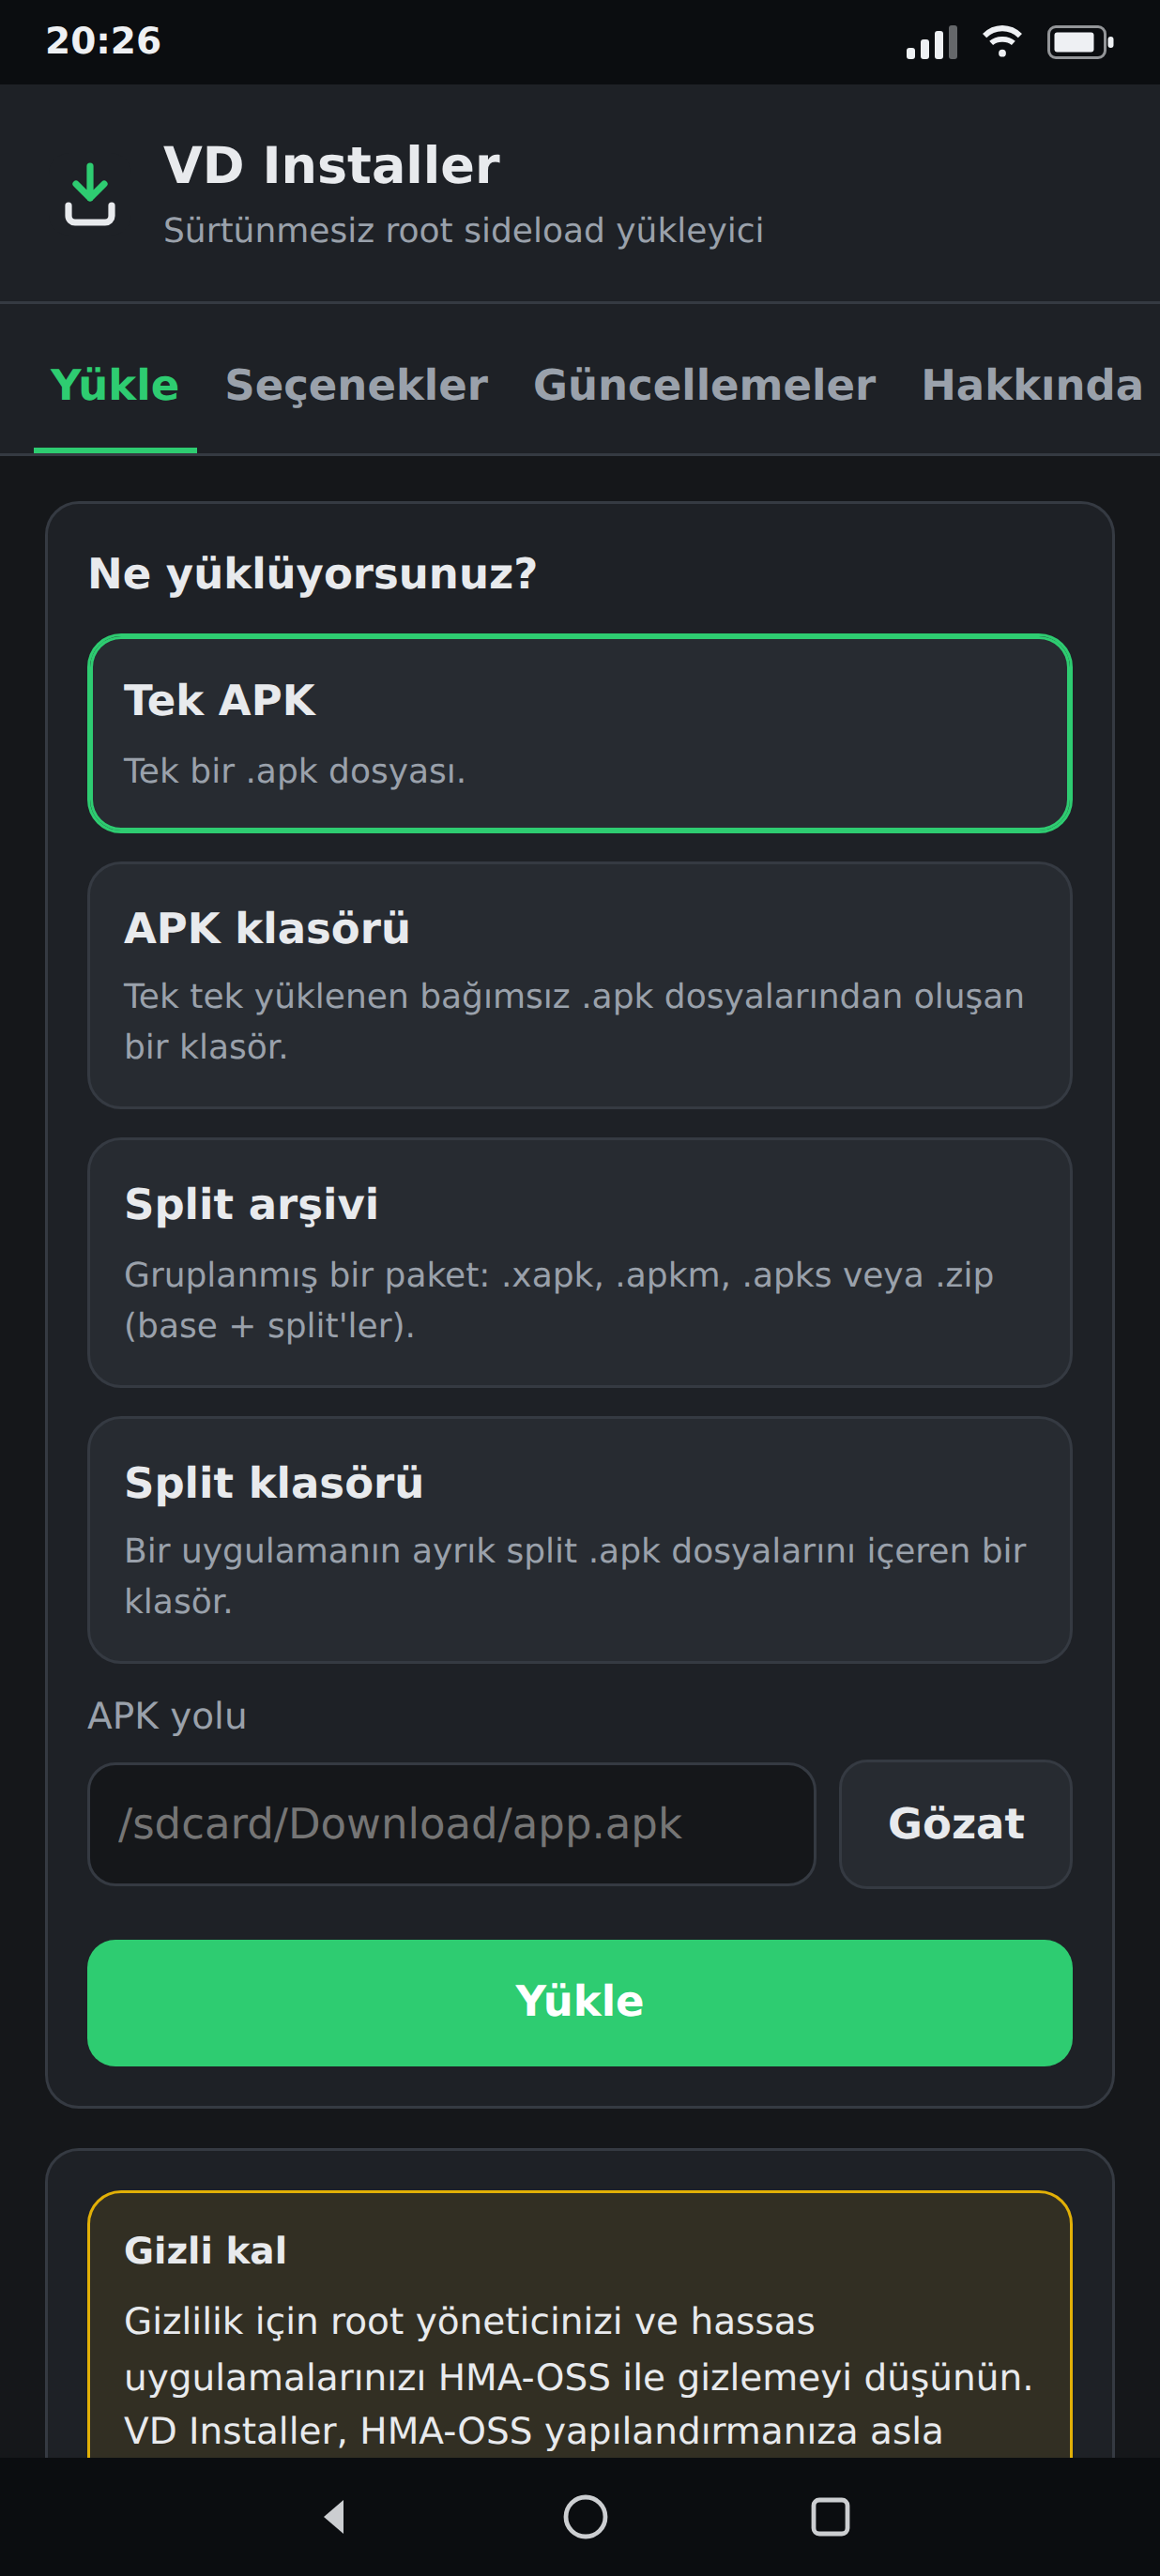 20:26
VD Installer
Sürtünmesiz root sideload yükleyici
Yükle Seçenekler Güncellemeler Hakkında
Ne yüklüyorsunuz?
Tek APK
Tek bir .apk dosyası.
APK klasörü
Tek tek yüklenen bağımsız .apk dosyalarından oluşan
bir klasör.
Split arşivi
Gruplanmış bir paket: .xapk, .apkm, .apks veya .zip
(base + split'ler).
Split klasörü
Bir uygulamanın ayrık split .apk dosyalarını içeren bir
klasör.
APK yolu
/sdcard/Download/app.apk
Gözat
Yükle
Gizli kal
Gizlilik için root yöneticinizi ve hassas
uygulamalarınızı HMA-OSS ile gizlemeyi düşünün.
VD Installer, HMA-OSS yapılandırmanıza asla